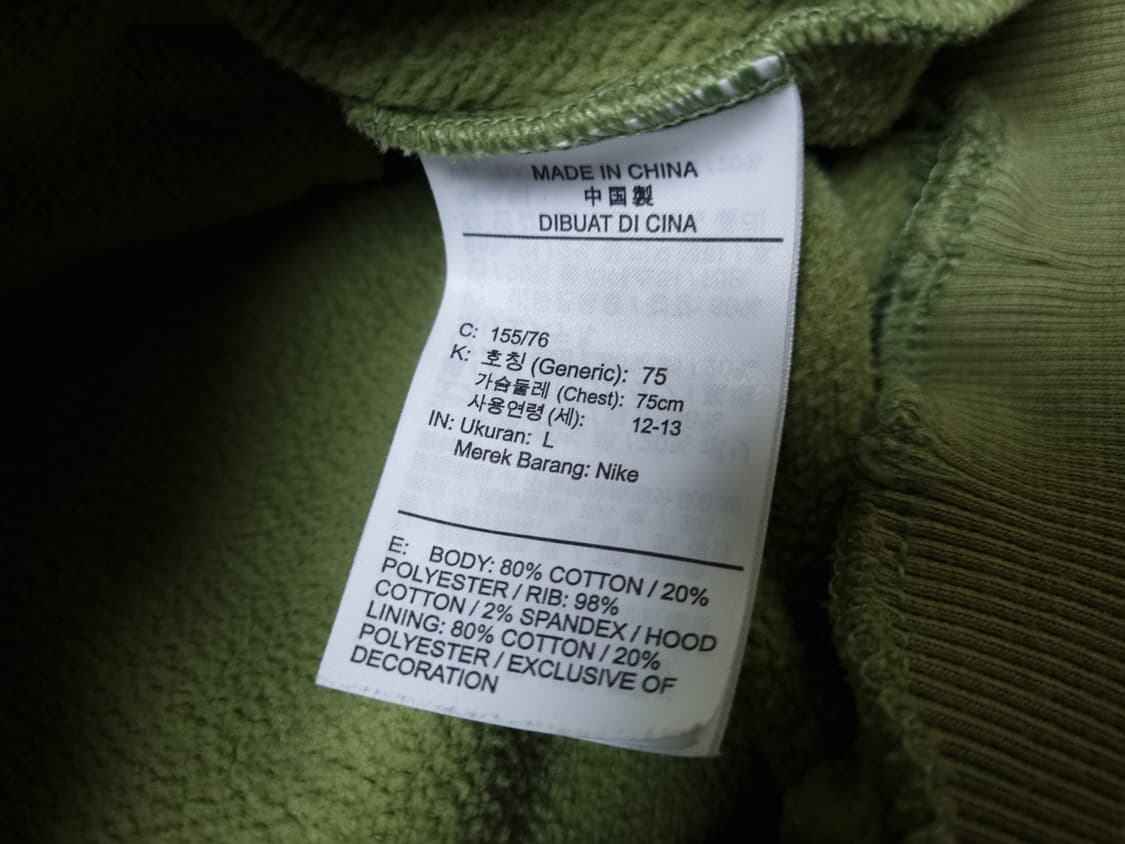 MADE IN CHINA
中国製
DIBUAT DI CINA
C: 155/76
K: 호칭 (Generic): 75
가슴둘레 (Chest): 75cm
사용연령 (세): 12-13
IN: Ukuran: L
Merek Barang: Nike
E: BODY: 80% COTTON / 20%
POLYESTER / RIB: 98%
COTTON / 2% SPANDEX / HOOD
LINING: 80% COTTON / 20%
POLYESTER / EXCLUSIVE OF
DECORATION